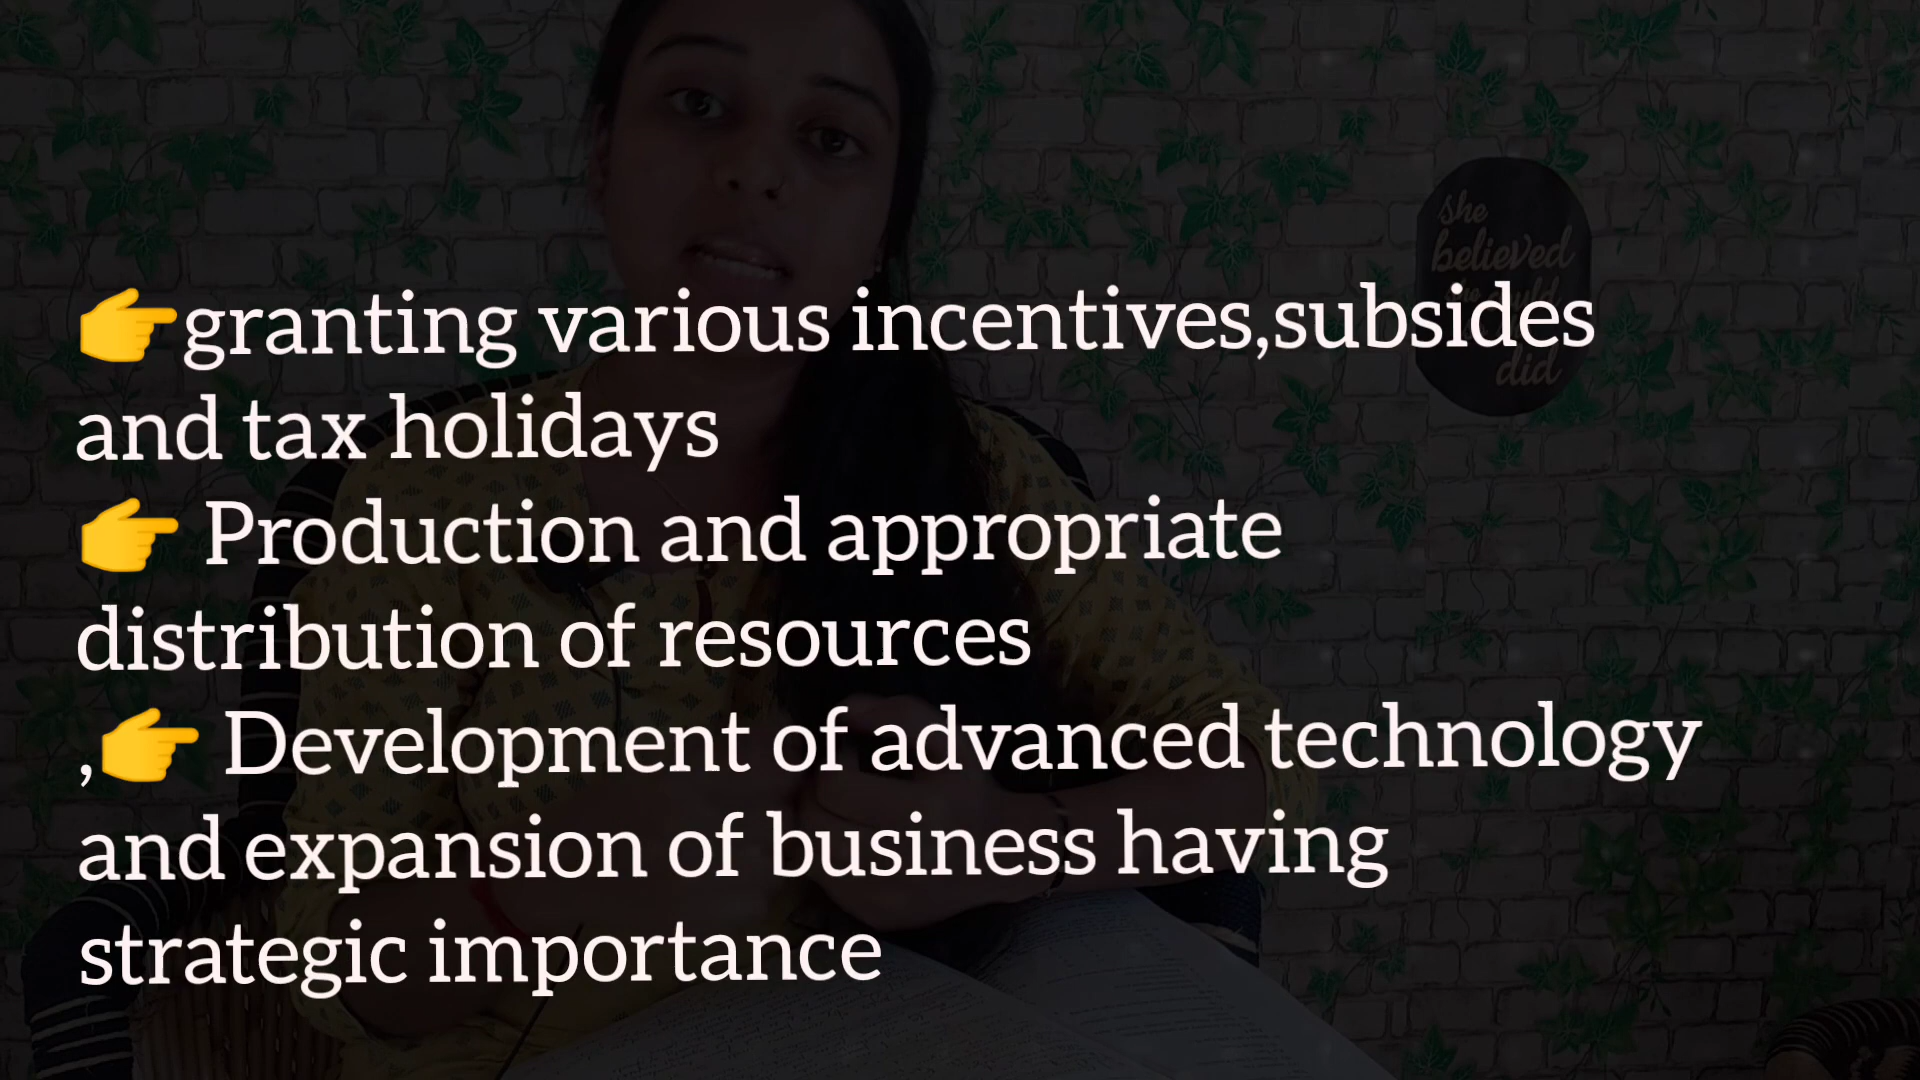 she
believed
👉granting various incentives,subsides
did
and tax holidays
👉 Production and appropriate
distribution of resources
,👉 Development of advanced technology
and expansion of business having
strategic importance